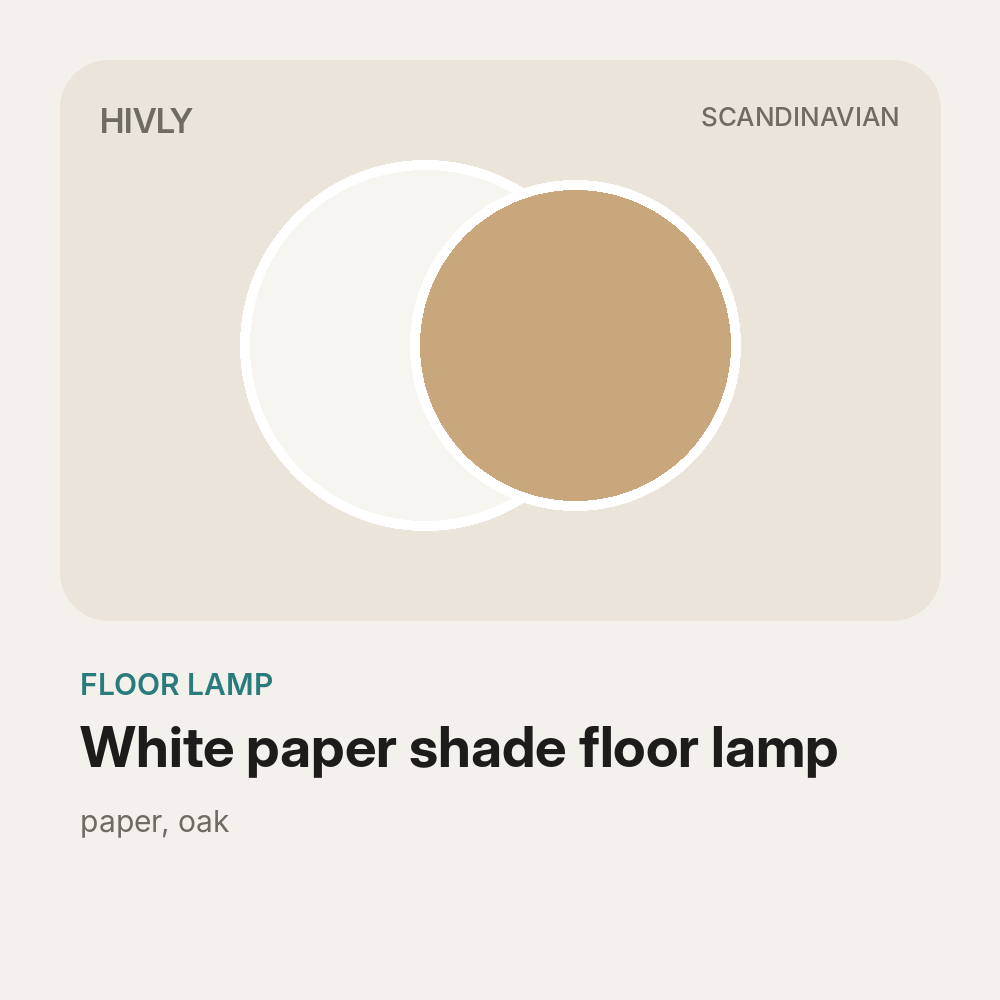 HIVLY
SCANDINAVIAN
FLOOR LAMP
White paper shade floor lamp
paper, oak